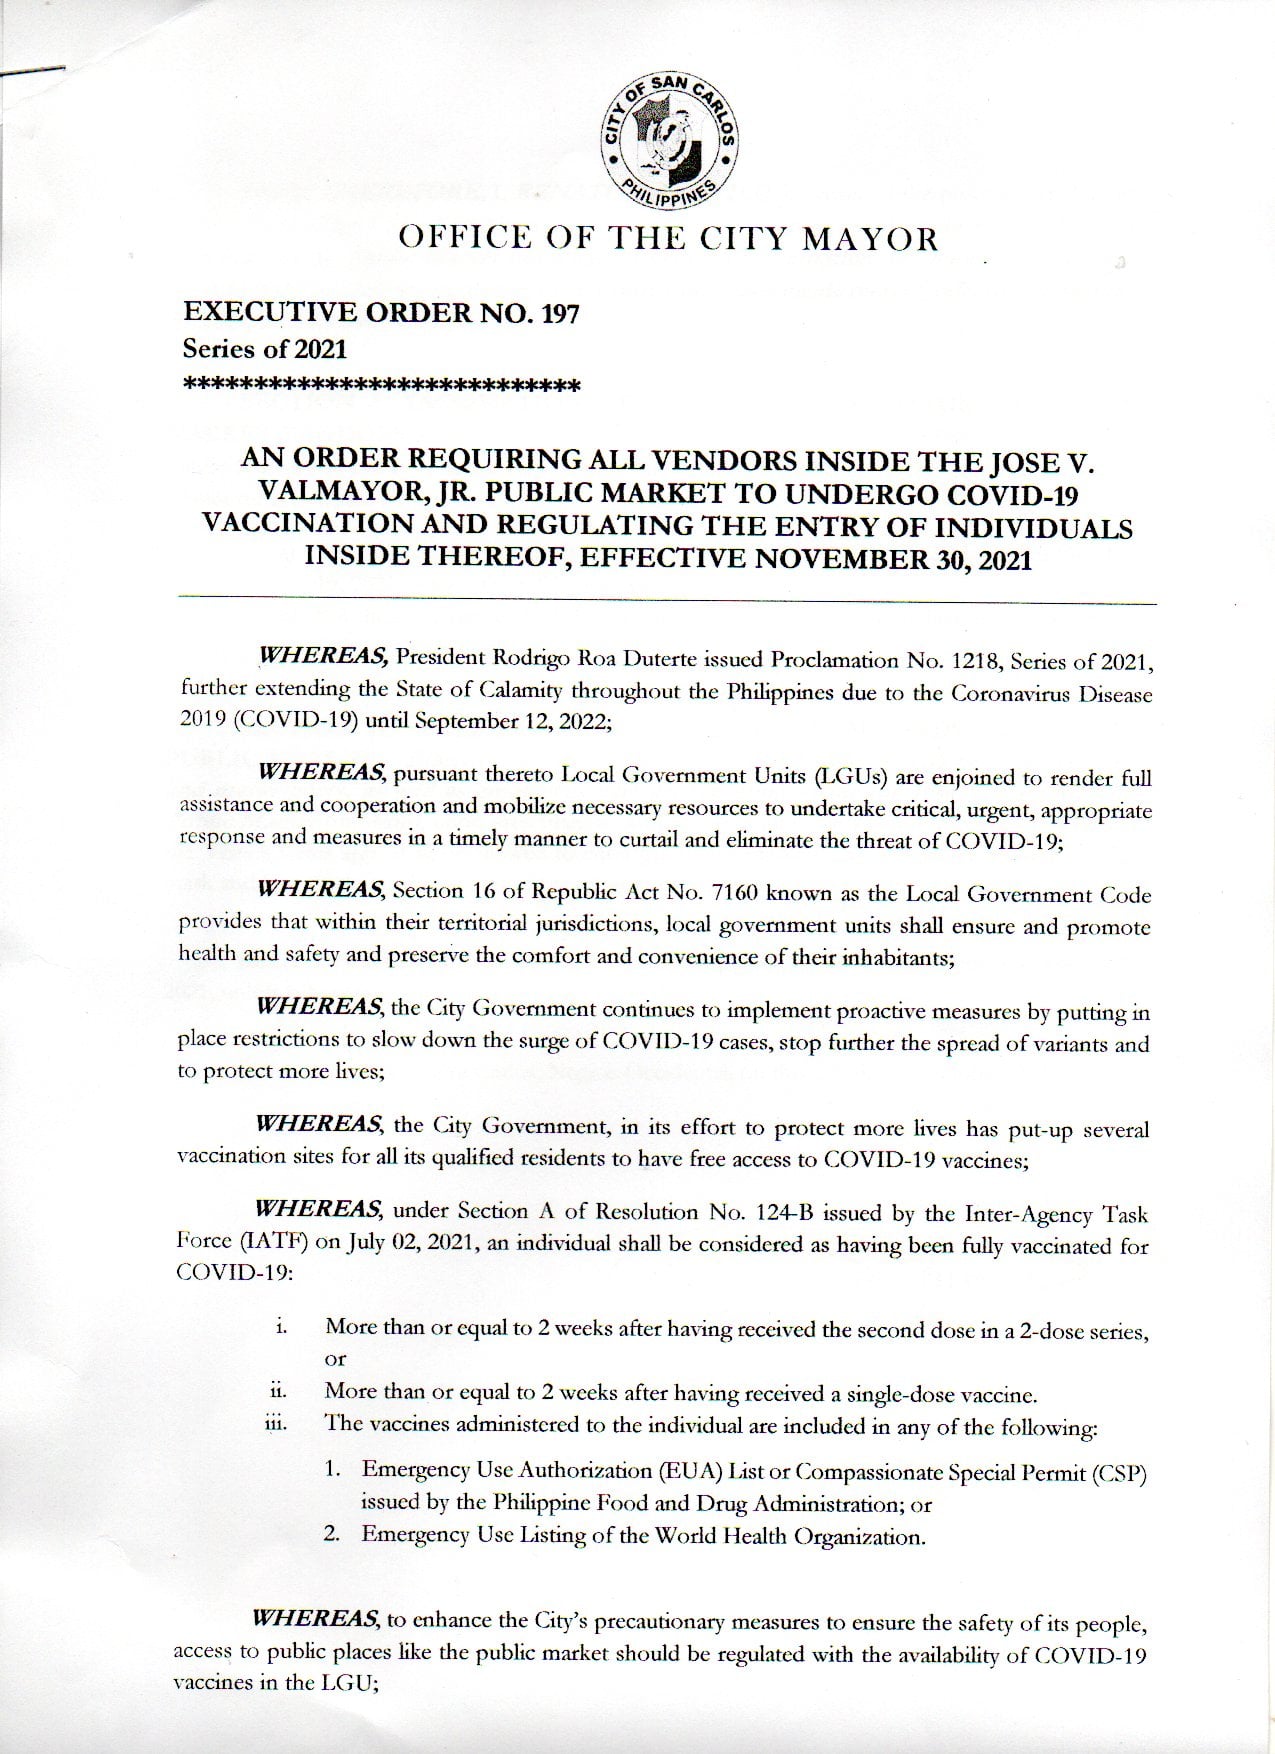 CITY OF SAN CARLOS
PHILIPPINES
OFFICE OF THE CITY MAYOR
EXECUTIVE ORDER NO. 197
Series of 2021
****************************
AN ORDER REQUIRING ALL VENDORS INSIDE THE JOSE V.
VALMAYOR, JR. PUBLIC MARKET TO UNDERGO COVID-19
VACCINATION AND REGULATING THE ENTRY OF INDIVIDUALS
INSIDE THEREOF, EFFECTIVE NOVEMBER 30, 2021
WHEREAS, President Rodrigo Roa Duterte issued Proclamation No. 1218, Series of 2021,
further extending the State of Calamity throughout the Philippines due to the Coronavirus Disease
2019 (COVID-19) until September 12, 2022;
WHEREAS, pursuant thereto Local Government Units (LGUs) are enjoined to render full
assistance and cooperation and mobilize necessary resources to undertake critical, urgent, appropriate
response and measures in a timely manner to curtail and eliminate the threat of COVID-19;
WHEREAS, Section 16 of Republic Act No. 7160 known as the Local Government Code
provides that within their territorial jurisdictions, local government units shall ensure and promote
health and safety and preserve the comfort and convenience of their inhabitants;
WHEREAS, the City Government continues to implement proactive measures by putting in
place restrictions to slow down the surge of COVID-19 cases, stop further the spread of variants and
to protect more lives;
WHEREAS, the City Government, in its effort to protect more lives has put-up several
vaccination sites for all its qualified residents to have free access to COVID-19 vaccines;
WHEREAS, under Section A of Resolution No. 124-B issued by the Inter-Agency Task
Force (IATF) on July 02, 2021, an individual shall be considered as having been fully vaccinated for
COVID-19:
i. More than or equal to 2 weeks after having received the second dose in a 2-dose series,
or
ii. More than or equal to 2 weeks after having received a single-dose vaccine.
iii. The vaccines administered to the individual are included in any of the following:
1. Emergency Use Authorization (EUA) List or Compassionate Special Permit (CSP)
issued by the Philippine Food and Drug Administration; or
2. Emergency Use Listing of the World Health Organization.
WHEREAS, to enhance the City's precautionary measures to ensure the safety of its people,
access to public places like the public market should be regulated with the availability of COVID-19
vaccines in the LGU;